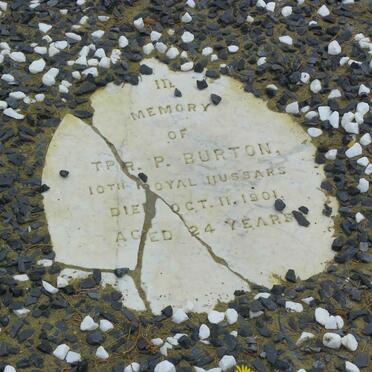 In
MEMORY
OF
TPR. P. BURTON.
10TH ROYAL HUSSARS
DIED OCT. 11. 1901.
AGED 24 YEARS.